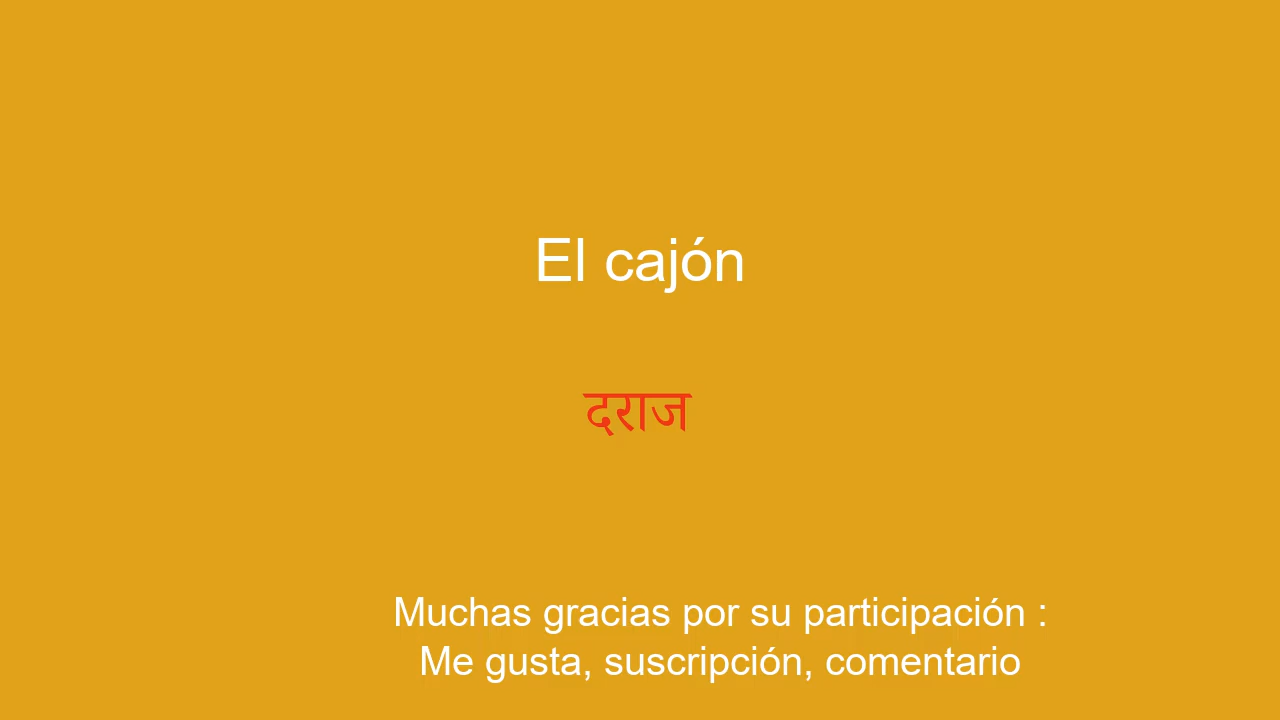 El cajón
दराज
Muchas gracias por su participación :
Me gusta, suscripción, comentario